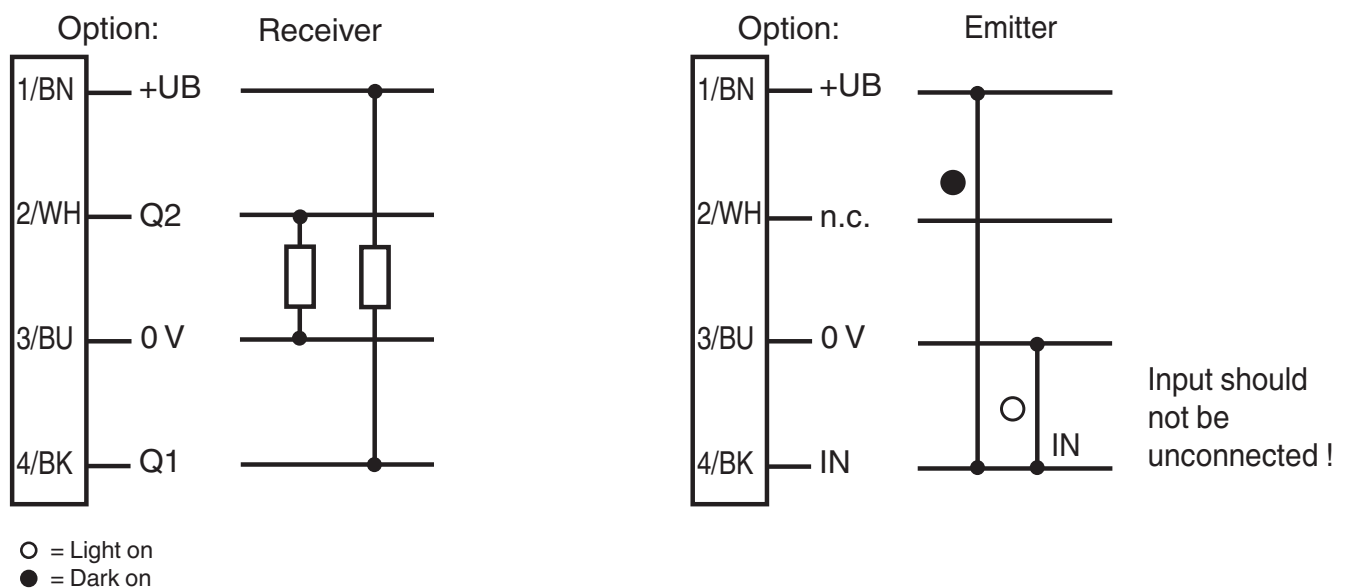 Option:
Receiver
1/BN
+UB
2/WH
Q2
3/BU
0 V
4/BK
Q1
Option:
Emitter
1/BN
+UB
2/WH
n.c.
3/BU
0 V
4/BK
IN
IN
Input should
not be
unconnected !
= Light on
= Dark on